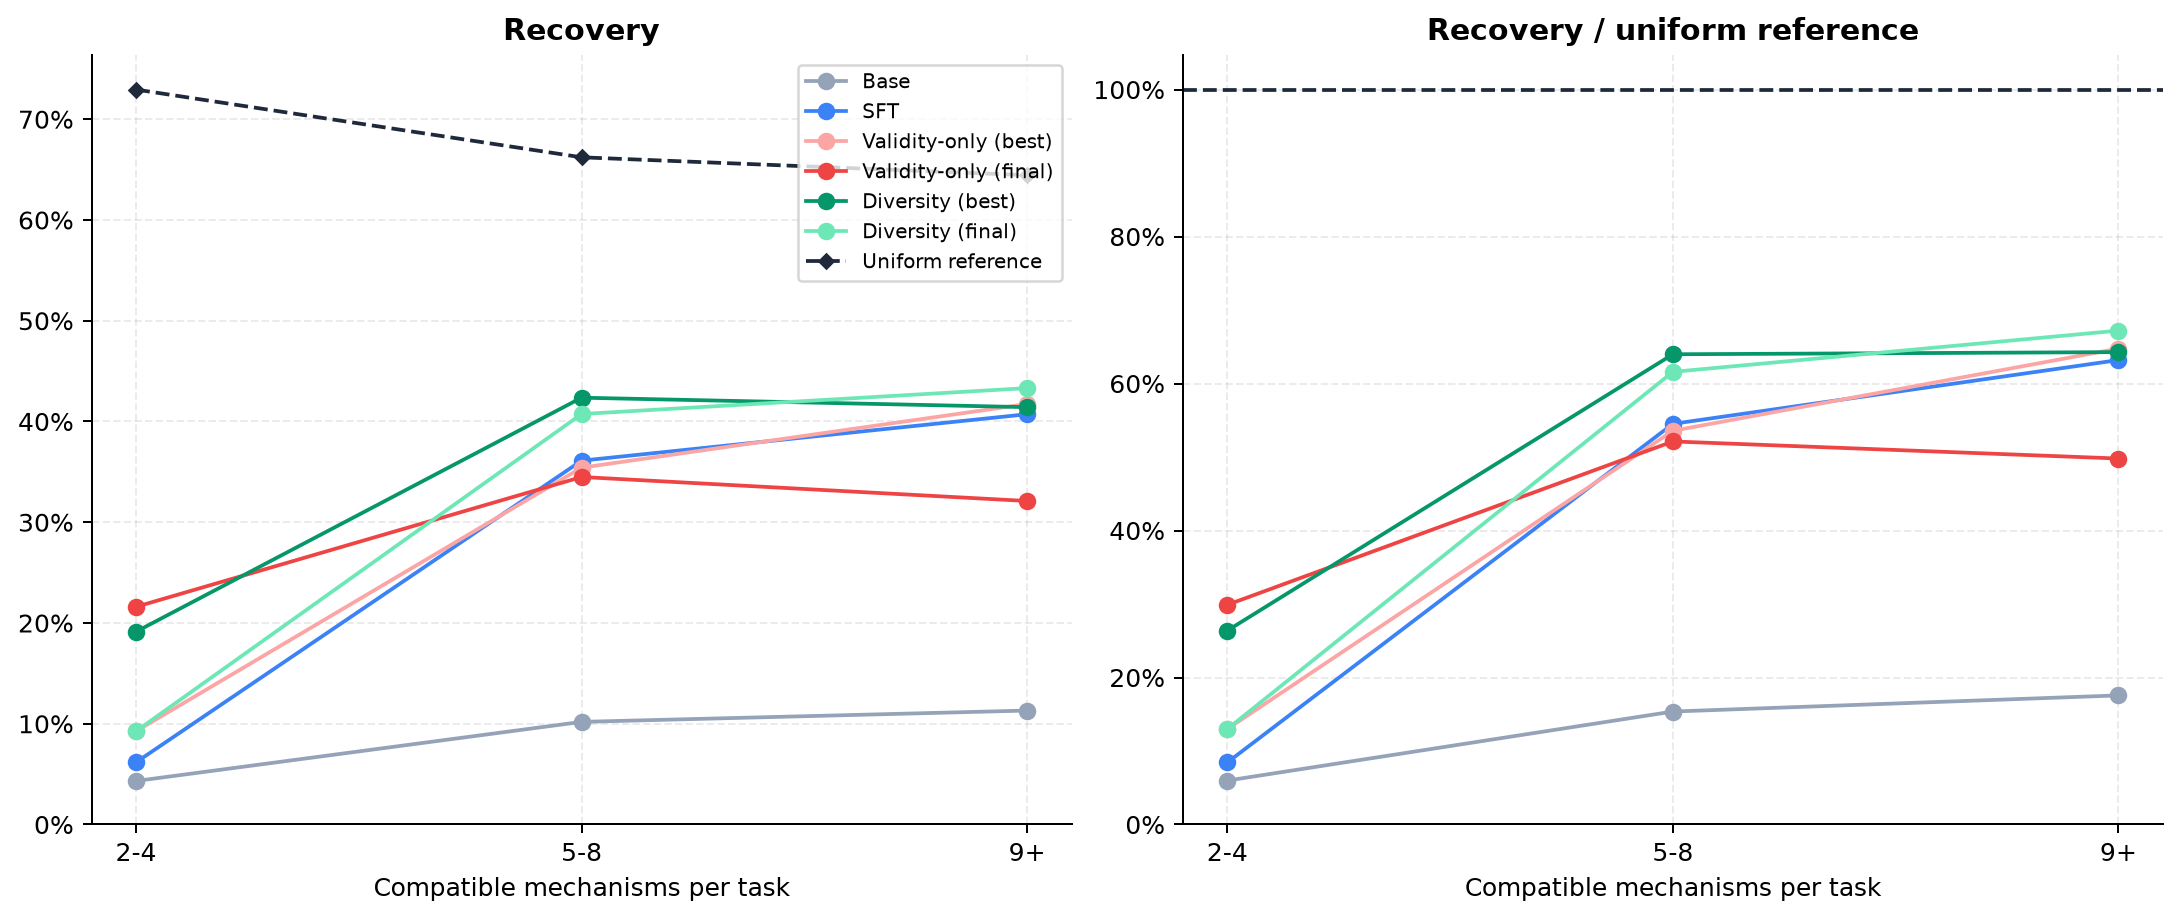 Recovery
70%
60%
50%
40%
30%
20%
10%
0%
2-4
5-8
9+
Compatible mechanisms per task
Base
SFT
Validity-only (best)
Validity-only (final)
Diversity (best)
Diversity (final)
Uniform reference
Recovery / uniform reference
100%
80%
60%
40%
20%
0%
2-4
5-8
9+
Compatible mechanisms per task